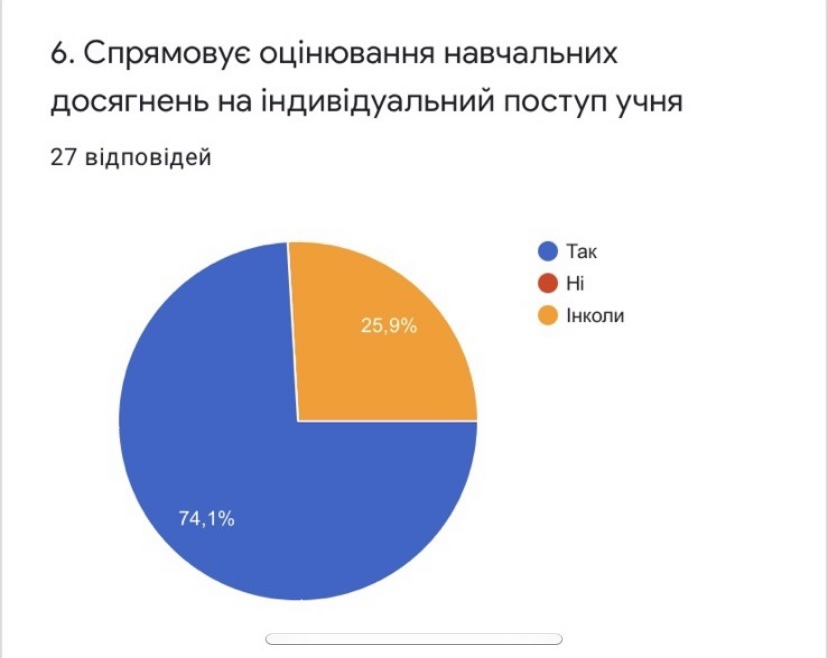 6. Спрямовує оцінювання навчальних
досягнень на індивідуальний поступ учня
27 відповідей
Так
Ні
Інколи
25,9%
74,1%